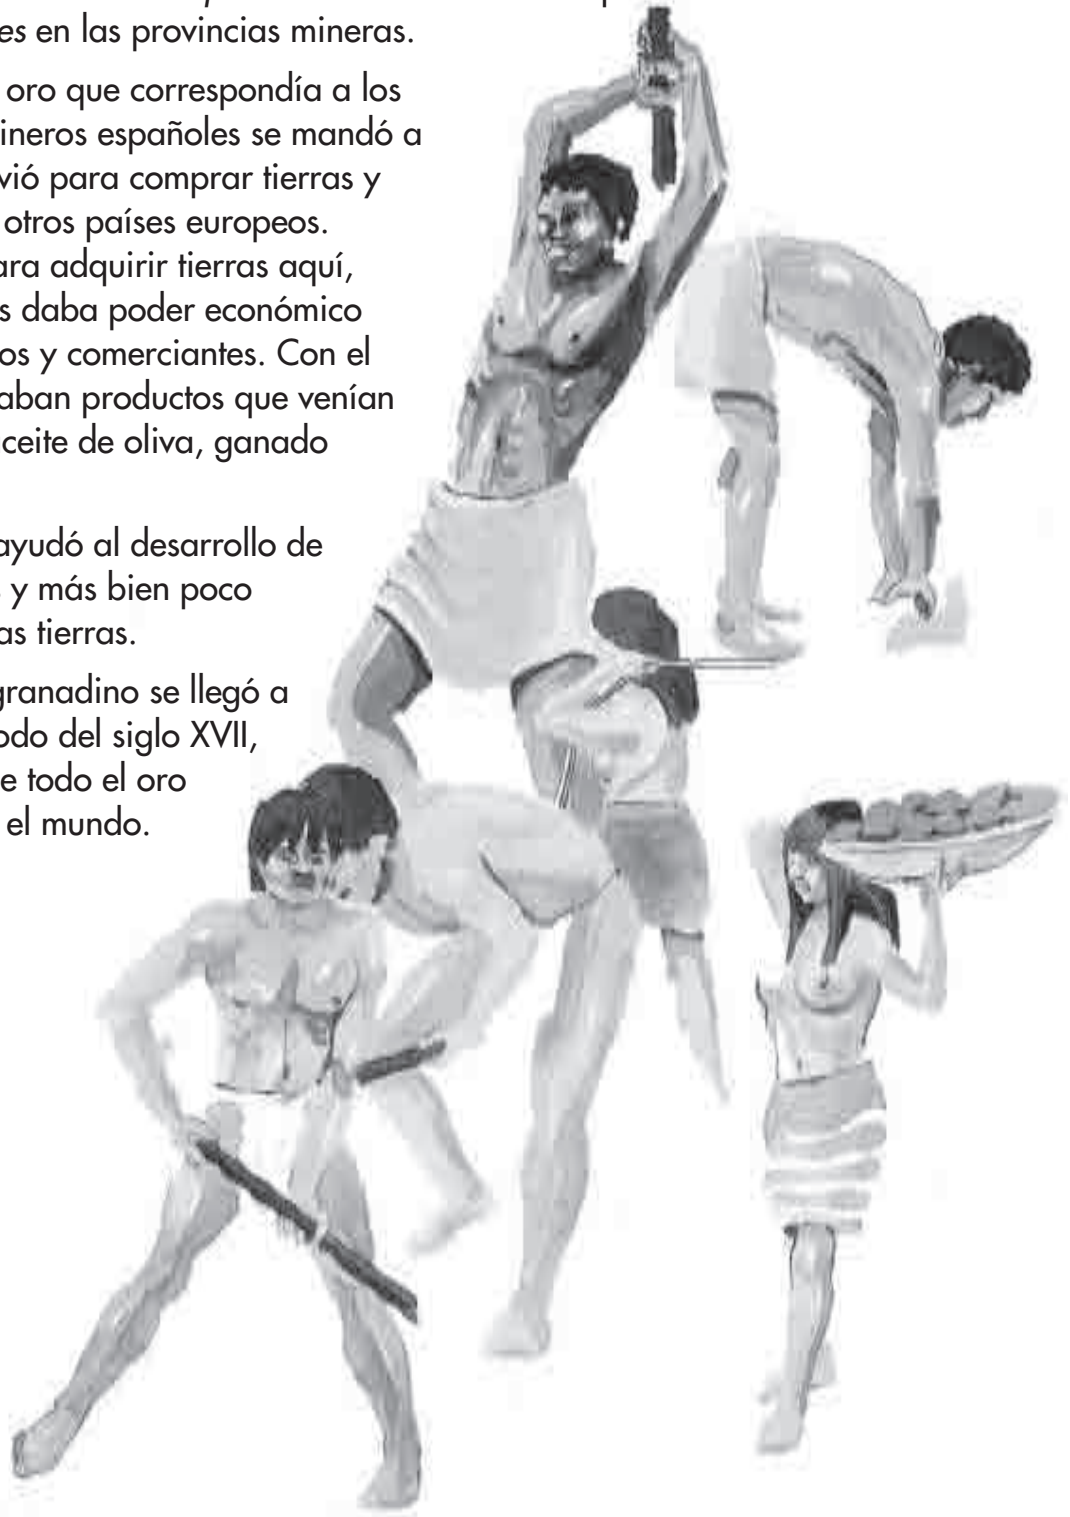 es en las provincias mineras.
oro que correspondía a los
ineros españoles se mandó a
vió para comprar tierras y
otros países europeos.
ara adquirir tierras aquí,
s daba poder económico
os y comerciantes. Con el
aban productos que venían
ceite de oliva, ganado
ayudó al desarrollo de
y más bien poco
as tierras.
granadino se llegó a
odo del siglo XVII,
e todo el oro
el mundo.